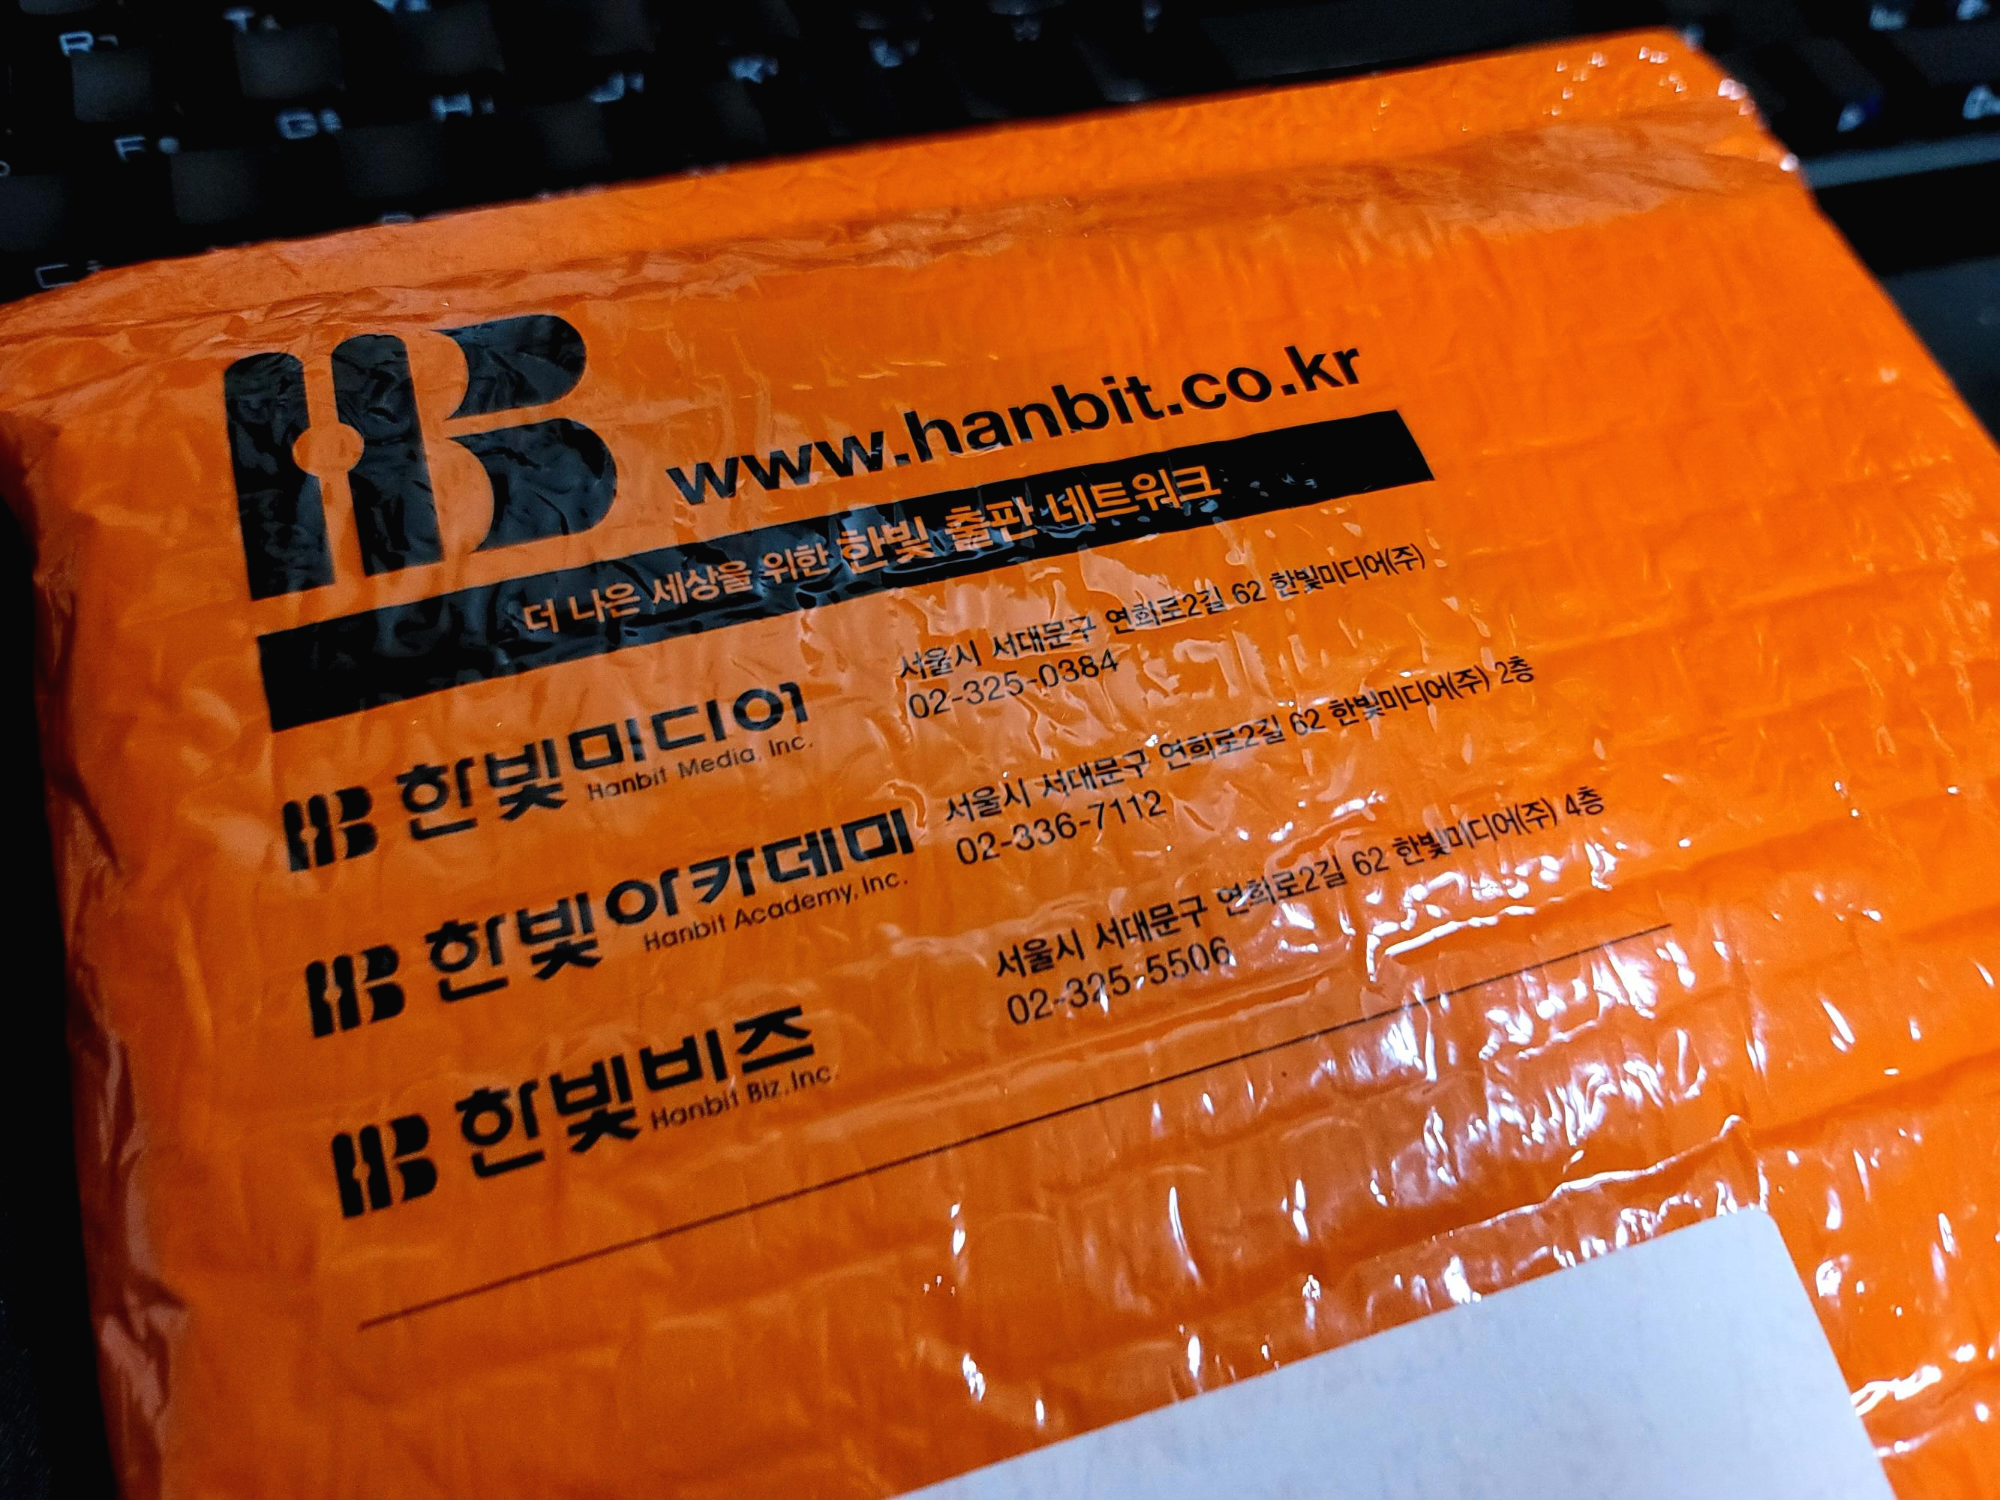 HB
www.hanbit.co.kr
더 나은 세상을 위한 한빛 출판 네트워크
HB 한빛미디어
Hanbit Media, Inc.
서울시 서대문구 연희로2길 62 한빛미디어(주)
02-325-0384
HB 한빛아카데미
Hanbit Academy, Inc.
서울시 서대문구 연희로2길 62 한빛미디어(주) 2층
02-336-7112
HB 한빛비즈
Hanbit Biz, Inc.
서울시 서대문구 연희로2길 62 한빛미디어(주) 4층
02-325-5506